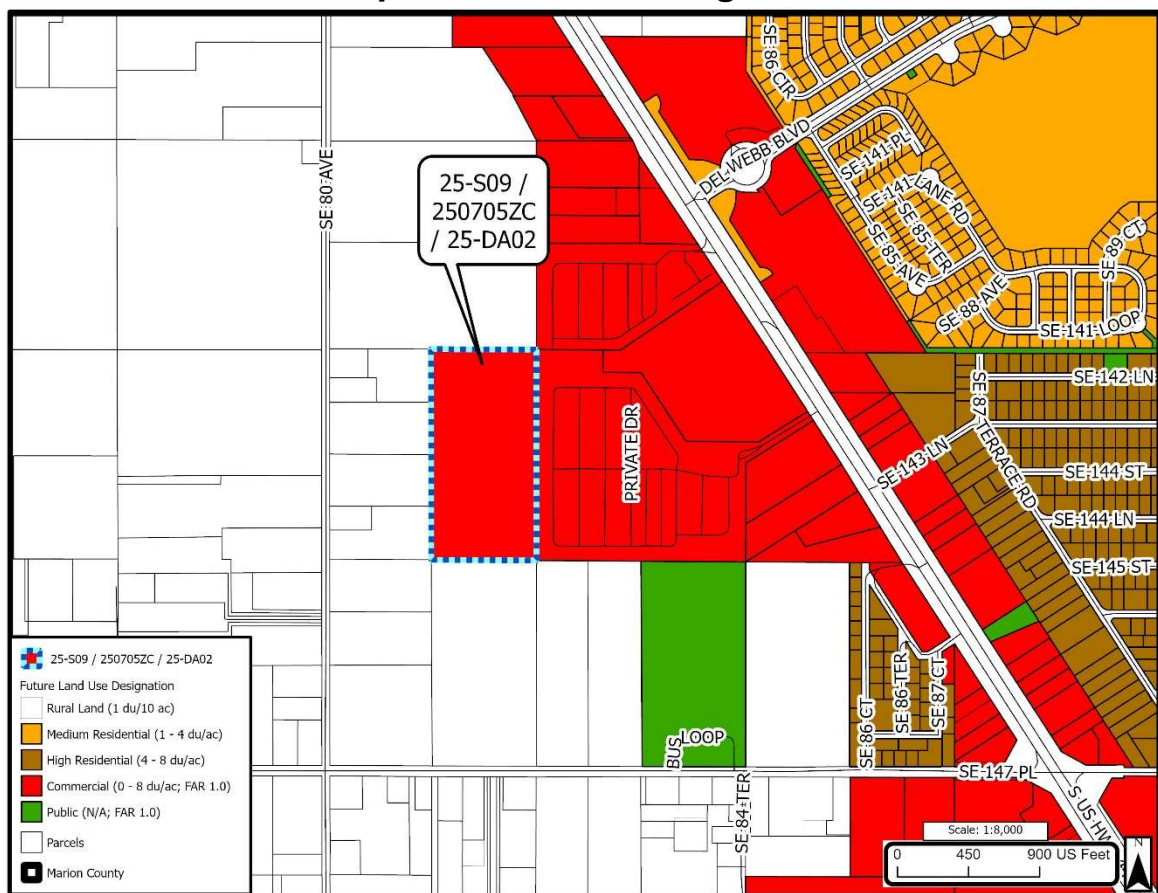 SE 86 CIR
DEL WEBB BLVD
SE 80 AVE
SE 141 PL
SE 141 LANE RD
SE 85 TER
SE 85 AVE
SE 89 CT
SE 88 AVE
SE 141 LOOP
25-S09 /
250705ZC
/ 25-DA02
SE 142 LN
SE 87 TERRACE RD
PRIVATE DR
SE 143 LN
SE 144 ST
SE 144 LN
SE 145 ST
SE 86 TER
SE 87 CT
SE 86 CT
BUS LOOP
SE 147 PL
SE 84 TER
S US HW
25-S09 / 250705ZC / 25-DA02
Future Land Use Designation
Rural Land (1 du/10 ac)
Medium Residential (1 - 4 du/ac)
High Residential (4 - 8 du/ac)
Commercial (0 - 8 du/ac; FAR 1.0)
Public (N/A; FAR 1.0)
Parcels
Marion County
Scale: 1:8,000
0 450 900 US Feet
N